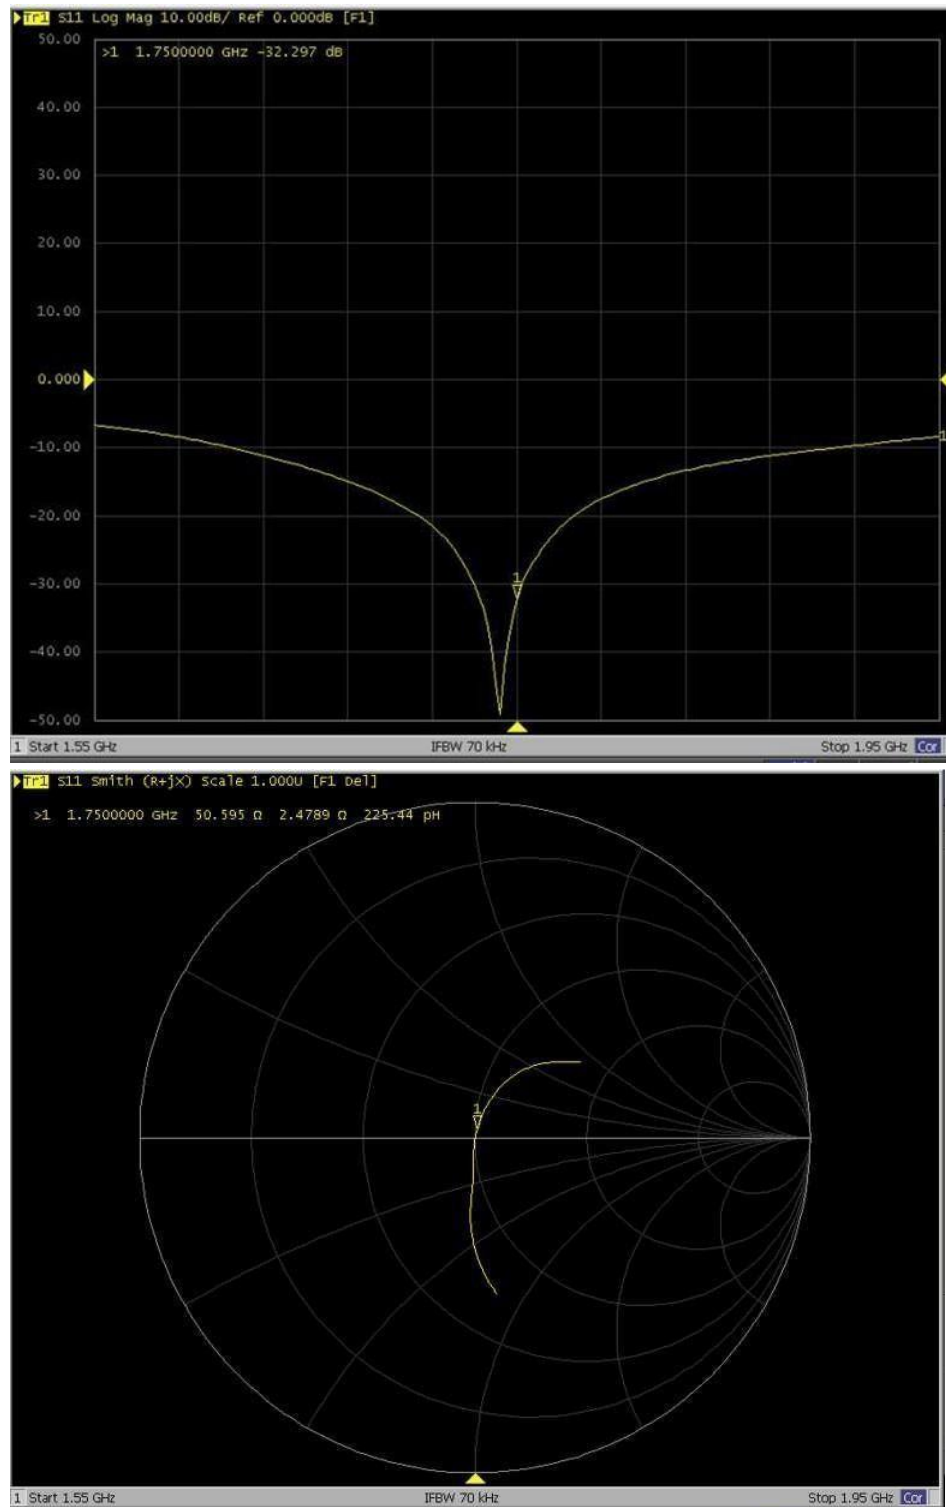 Tr1 S11 Log Mag 10.00dB/ Ref 0.000dB [F1]
50.00
>1 1.7500000 GHz -32.297 dB
40.00
30.00
20.00
10.00
0.000
-10.00
1
-20.00
-30.00
1
-40.00
-50.00
1 Start 1.55 GHz IFBW 70 kHz Stop 1.95 GHz Cor
Tr1 S11 Smith (R+jX) Scale 1.000U [F1 Del]
>1 1.7500000 GHz 50.595 Ω 2.4789 Ω 225.44 pH
1
1 Start 1.55 GHz IFBW 70 kHz Stop 1.95 GHz Cor